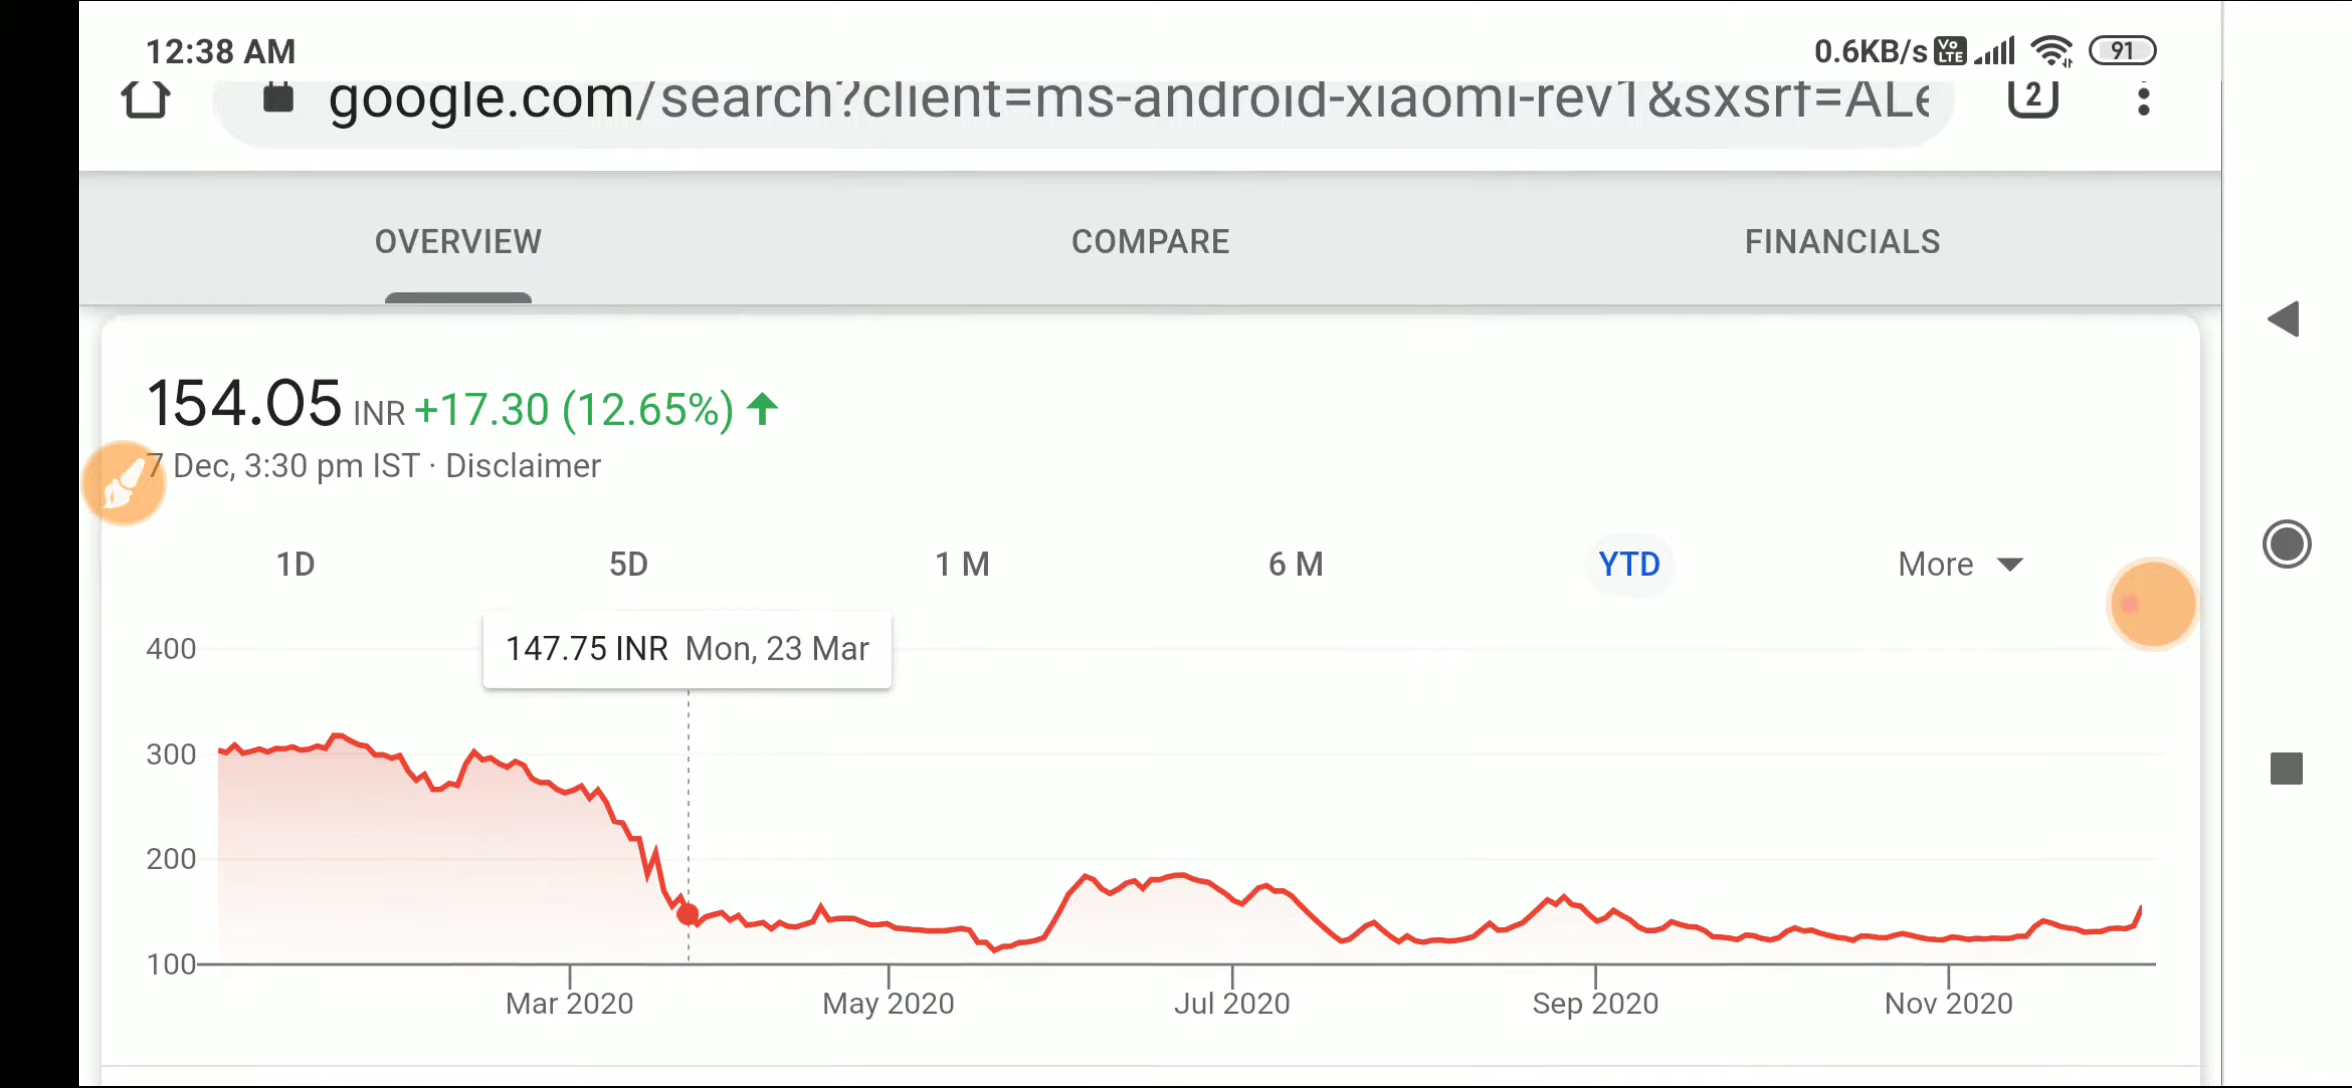 12:38 AM 0.6KB/s Vo LTE 91
google.com/search?client=ms-android-xiaomi-rev1&sxsrf=ALe 2
OVERVIEW COMPARE FINANCIALS
154.05 INR +17.30 (12.65%)
7 Dec, 3:30 pm IST · Disclaimer
1D 5D 1 M 6 M YTD More
147.75 INR Mon, 23 Mar
400
300
200
100
Mar 2020 May 2020 Jul 2020 Sep 2020 Nov 2020